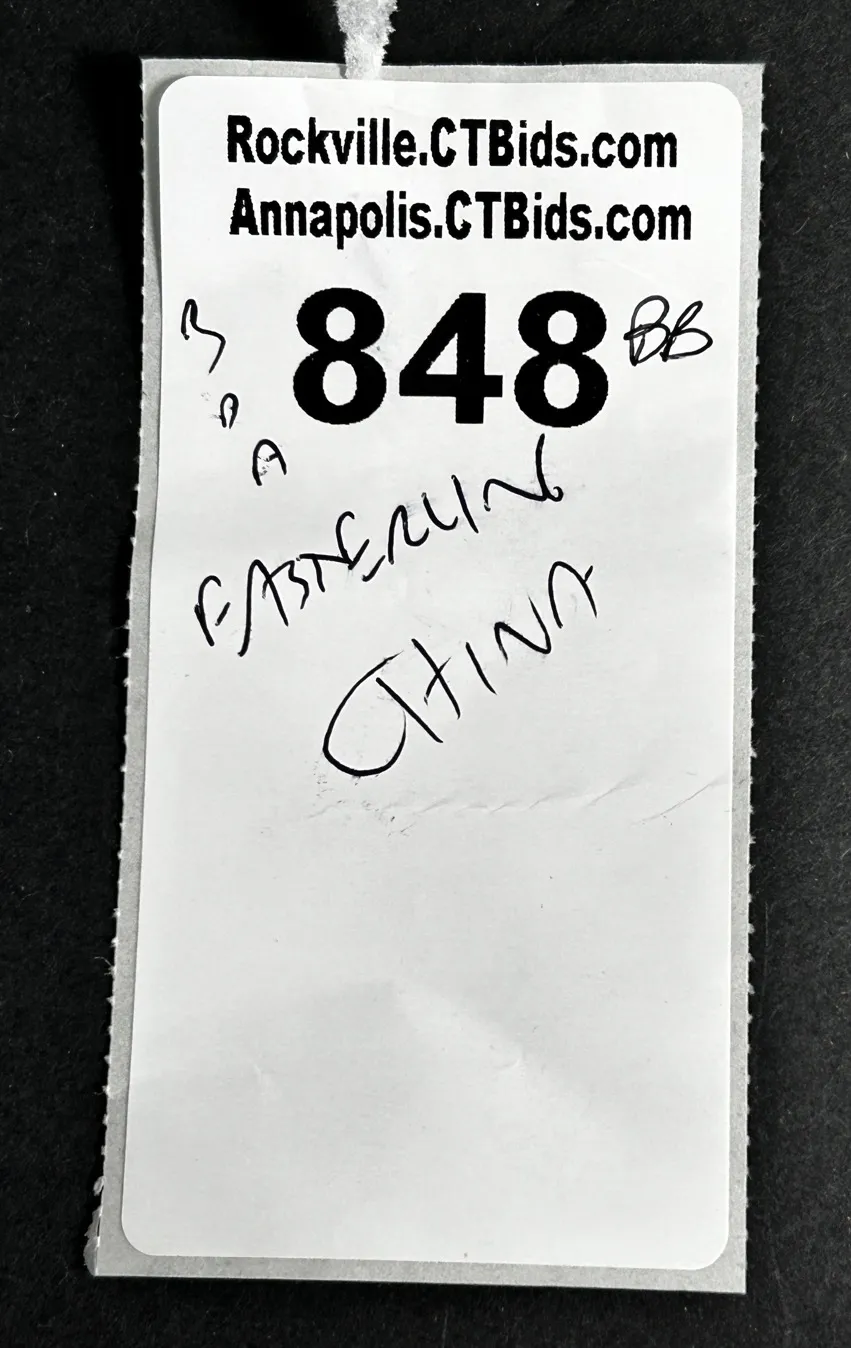 Rockville.CTBids.com
Annapolis.CTBids.com
848 BB
A
EASTERLING
CHINA